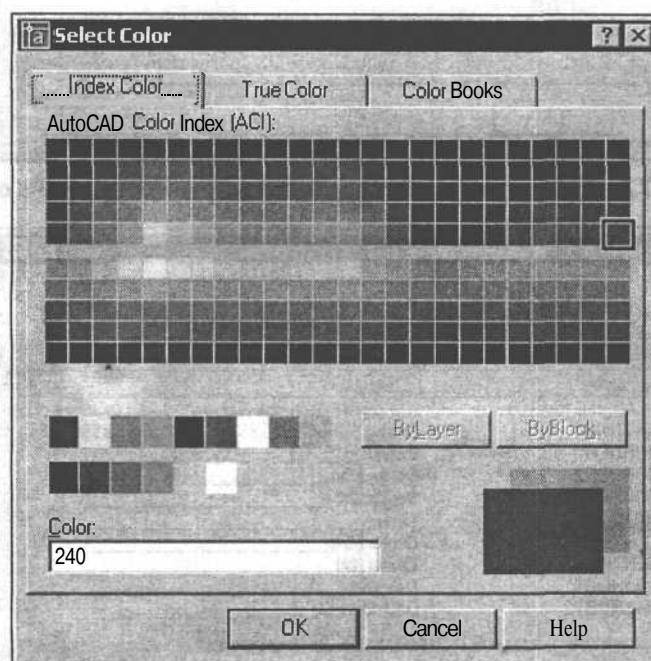 Select Color
Index Color
True Color
Color Books
AutoCAD Color Index (ACI):
ByLayer
ByBlock
Color:
240
OK
Cancel
Help